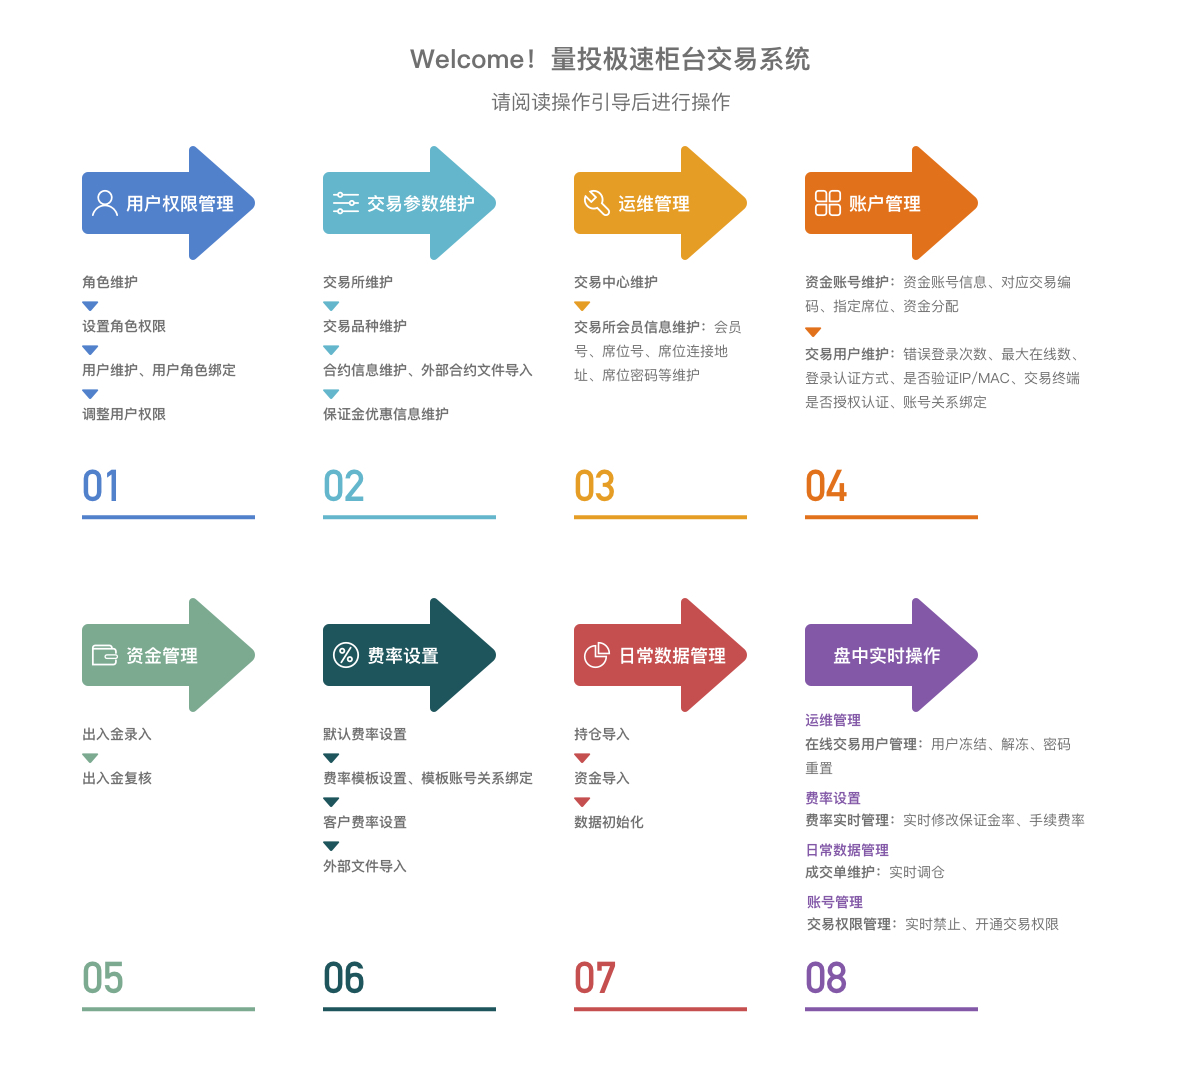 Welcome！量投极速柜台交易系统
请阅读操作引导后进行操作
用户权限管理
角色维护
设置角色权限
用户维护、用户角色绑定
调整用户权限
01
交易参数维护
交易所维护
交易品种维护
合约信息维护、外部合约文件导入
保证金优惠信息维护
02
运维管理
交易中心维护
交易所会员信息维护：会员
号、席位号、席位连接地
址、席位密码等维护
03
账户管理
资金账号维护：资金账号信息、对应交易编
码、指定席位、资金分配
交易用户维护：错误登录次数、最大在线数、
登录认证方式、是否验证IP/MAC、交易终端
是否授权认证、账号关系绑定
04
资金管理
出入金录入
出入金复核
05
费率设置
默认费率设置
费率模板设置、模板账号关系绑定
客户费率设置
外部文件导入
06
日常数据管理
持仓导入
资金导入
数据初始化
07
盘中实时操作
运维管理
在线交易用户管理：用户冻结、解冻、密码
重置
费率设置
费率实时管理：实时修改保证金率、手续费率
日常数据管理
成交单维护：实时调仓
账号管理
交易权限管理：实时禁止、开通交易权限
08